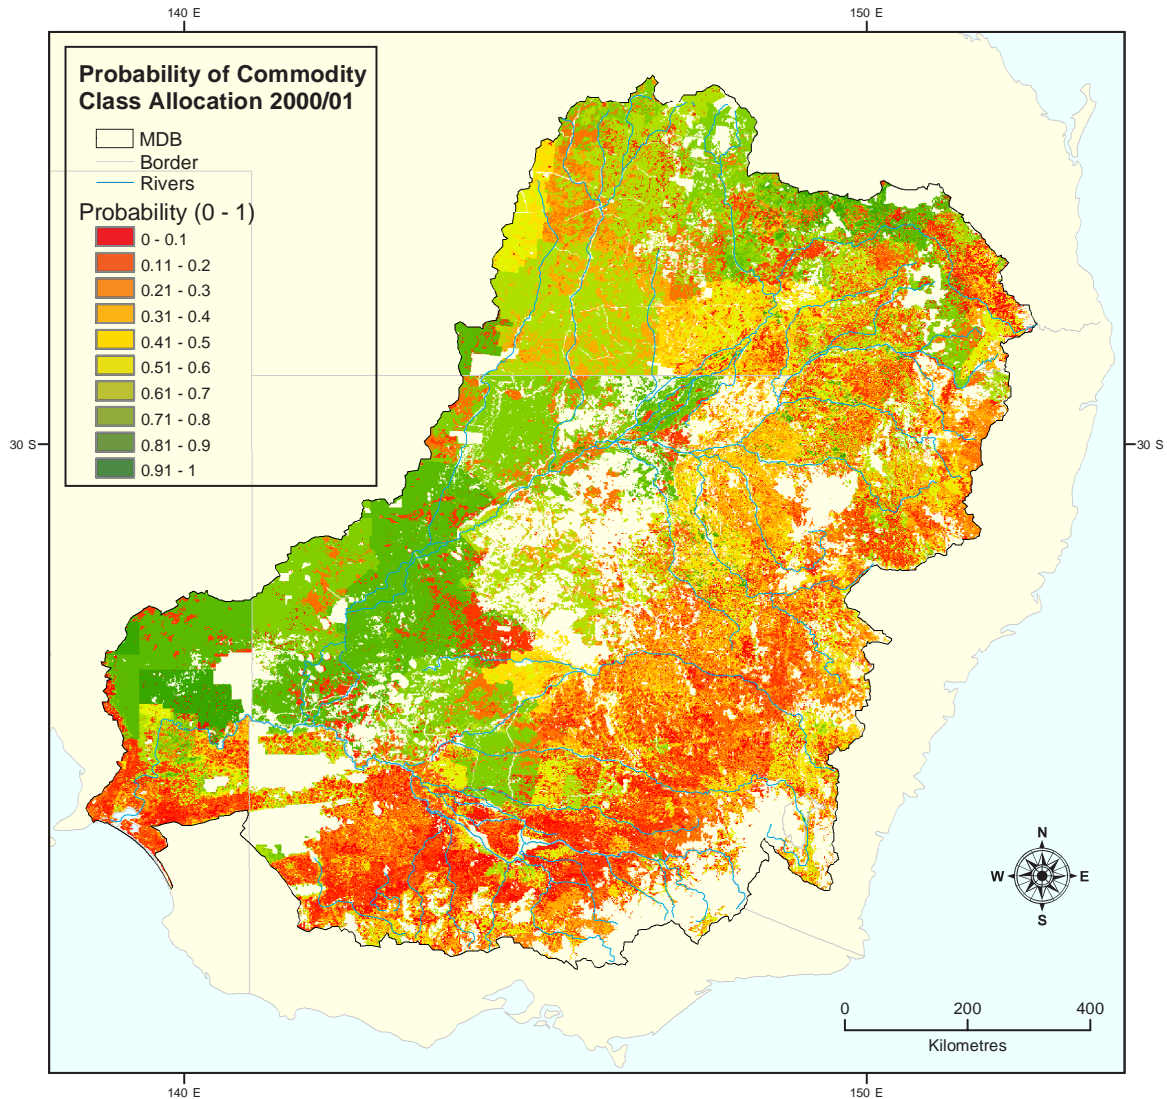 140 E
150 E
Probability of Commodity
Class Allocation 2000/01
MDB
Border
Rivers
Probability (0 - 1)
0 - 0.1
0.11 - 0.2
0.21 - 0.3
0.31 - 0.4
0.41 - 0.5
0.51 - 0.6
0.61 - 0.7
0.71 - 0.8
0.81 - 0.9
0.91 - 1
30 S
30 S
N
W
E
S
0
200
400
Kilometres
140 E
150 E